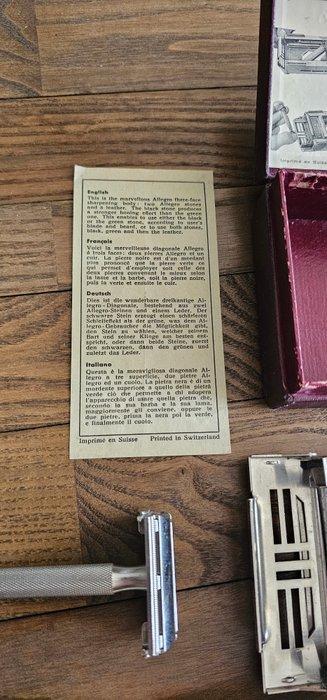 English
This is the marvellous Allegro three-face
sharpening body: two Allegro stones
and a leather. The black stone produces
a stronger honing effect than the green
one. This enables to use either the black
or the green stone, according to user's
blade and beard, or to use both stones,
black, green and then the leather.
Français
Voici la merveilleuse diagonale Allegro
à trois faces: deux pierres Allegro et un
cuir. La pierre noire est d'un mordant
plus prononcé que la pierre verte ce
qui permet d'employer soit celle des
deux pierres convenant le mieux selon
la lame et la barbe, soit la pierre noire,
puis la verte et ensuite le cuir.
Deutsch
Dies ist die wunderbare dreikantige Al-
legro-Diagonale, bestehend aus zwei
Allegro-Steinen und einem Leder. Der
schwarze Stein erzeugt einen schärferen
Schleifeffekt als der grüne. Dies gibt dem Al-
legro-Gebraucher die Möglichkeit,
den Stein zu wählen, welcher seinem
Bart und seiner Klinge am besten ent-
spricht, oder dann beide Steine, zuerst
den schwarzen, dann den grünen und
zuletzt das Leder.
Italiano
Questa è la meravigliosa diagonale Al-
legro a tre superficie, due pietre Al-
legro ed un cuoio. La pietra nera è di un
mordente superiore a quello della pietra
verde ciò che permette a chi adopera
l'apparecchio di usare quella pietra che,
secondo la sua barba e la sua lama,
maggiormente gli conviene, oppure le
due pietre, prima la nera poi la verde,
e finalmente il cuoio.
Imprimé en Suisse Printed in Switzerland
Imprimé en Suisse